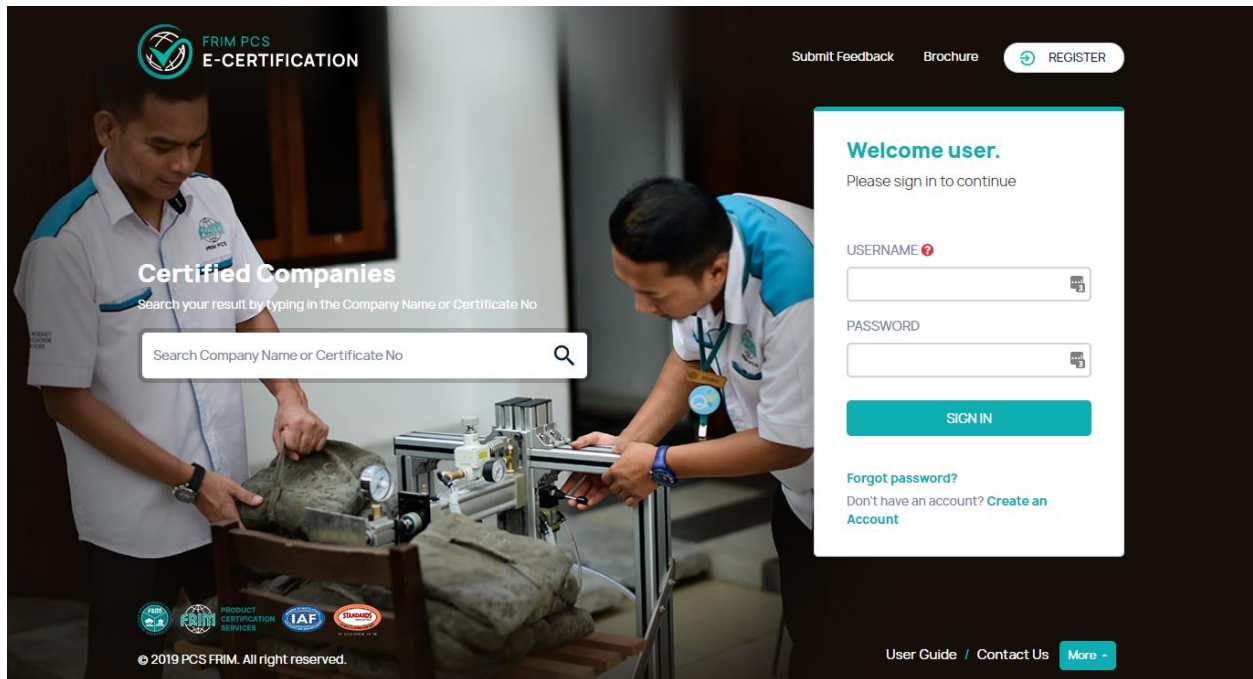 FRIM PCS
E-CERTIFICATION
Submit Feedback
Brochure
REGISTER
Certified Companies
Search your result by typing in the Company Name or Certificate No
Search Company Name or Certificate No
Welcome user.
Please sign in to continue
USERNAME
PASSWORD
SIGN IN
Forgot password?
Don't have an account? Create an
Account
FRIM
FRIM
PRODUCT
CERTIFICATION
SERVICES
IAF
STANDARDS
© 2019 PCS FRIM. All right reserved.
User Guide / Contact Us
More